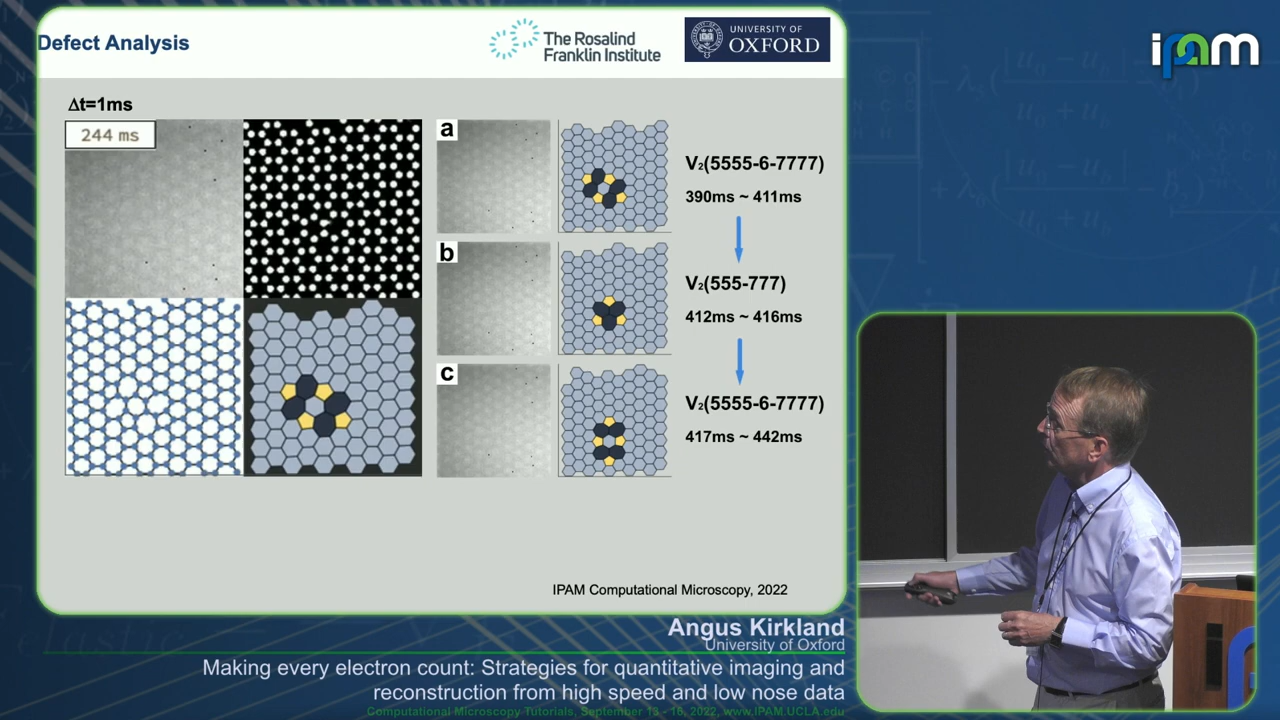 Defect Analysis
The Rosalind
Franklin Institute
UNIVERSITY OF
OXFORD
ipam
Δt=1ms
244 ms
a
V₂(5555-6-7777)
390ms ~ 411ms
b
V₂(555-777)
412ms ~ 416ms
c
V₂(5555-6-7777)
417ms ~ 442ms
IPAM Computational Microscopy, 2022
Angus Kirkland
University of Oxford
Making every electron count: Strategies for quantitative imaging and
reconstruction from high speed and low nose data
Computational Microscopy Tutorials, September 13 - 16, 2022, www.IPAM.UCLA.edu